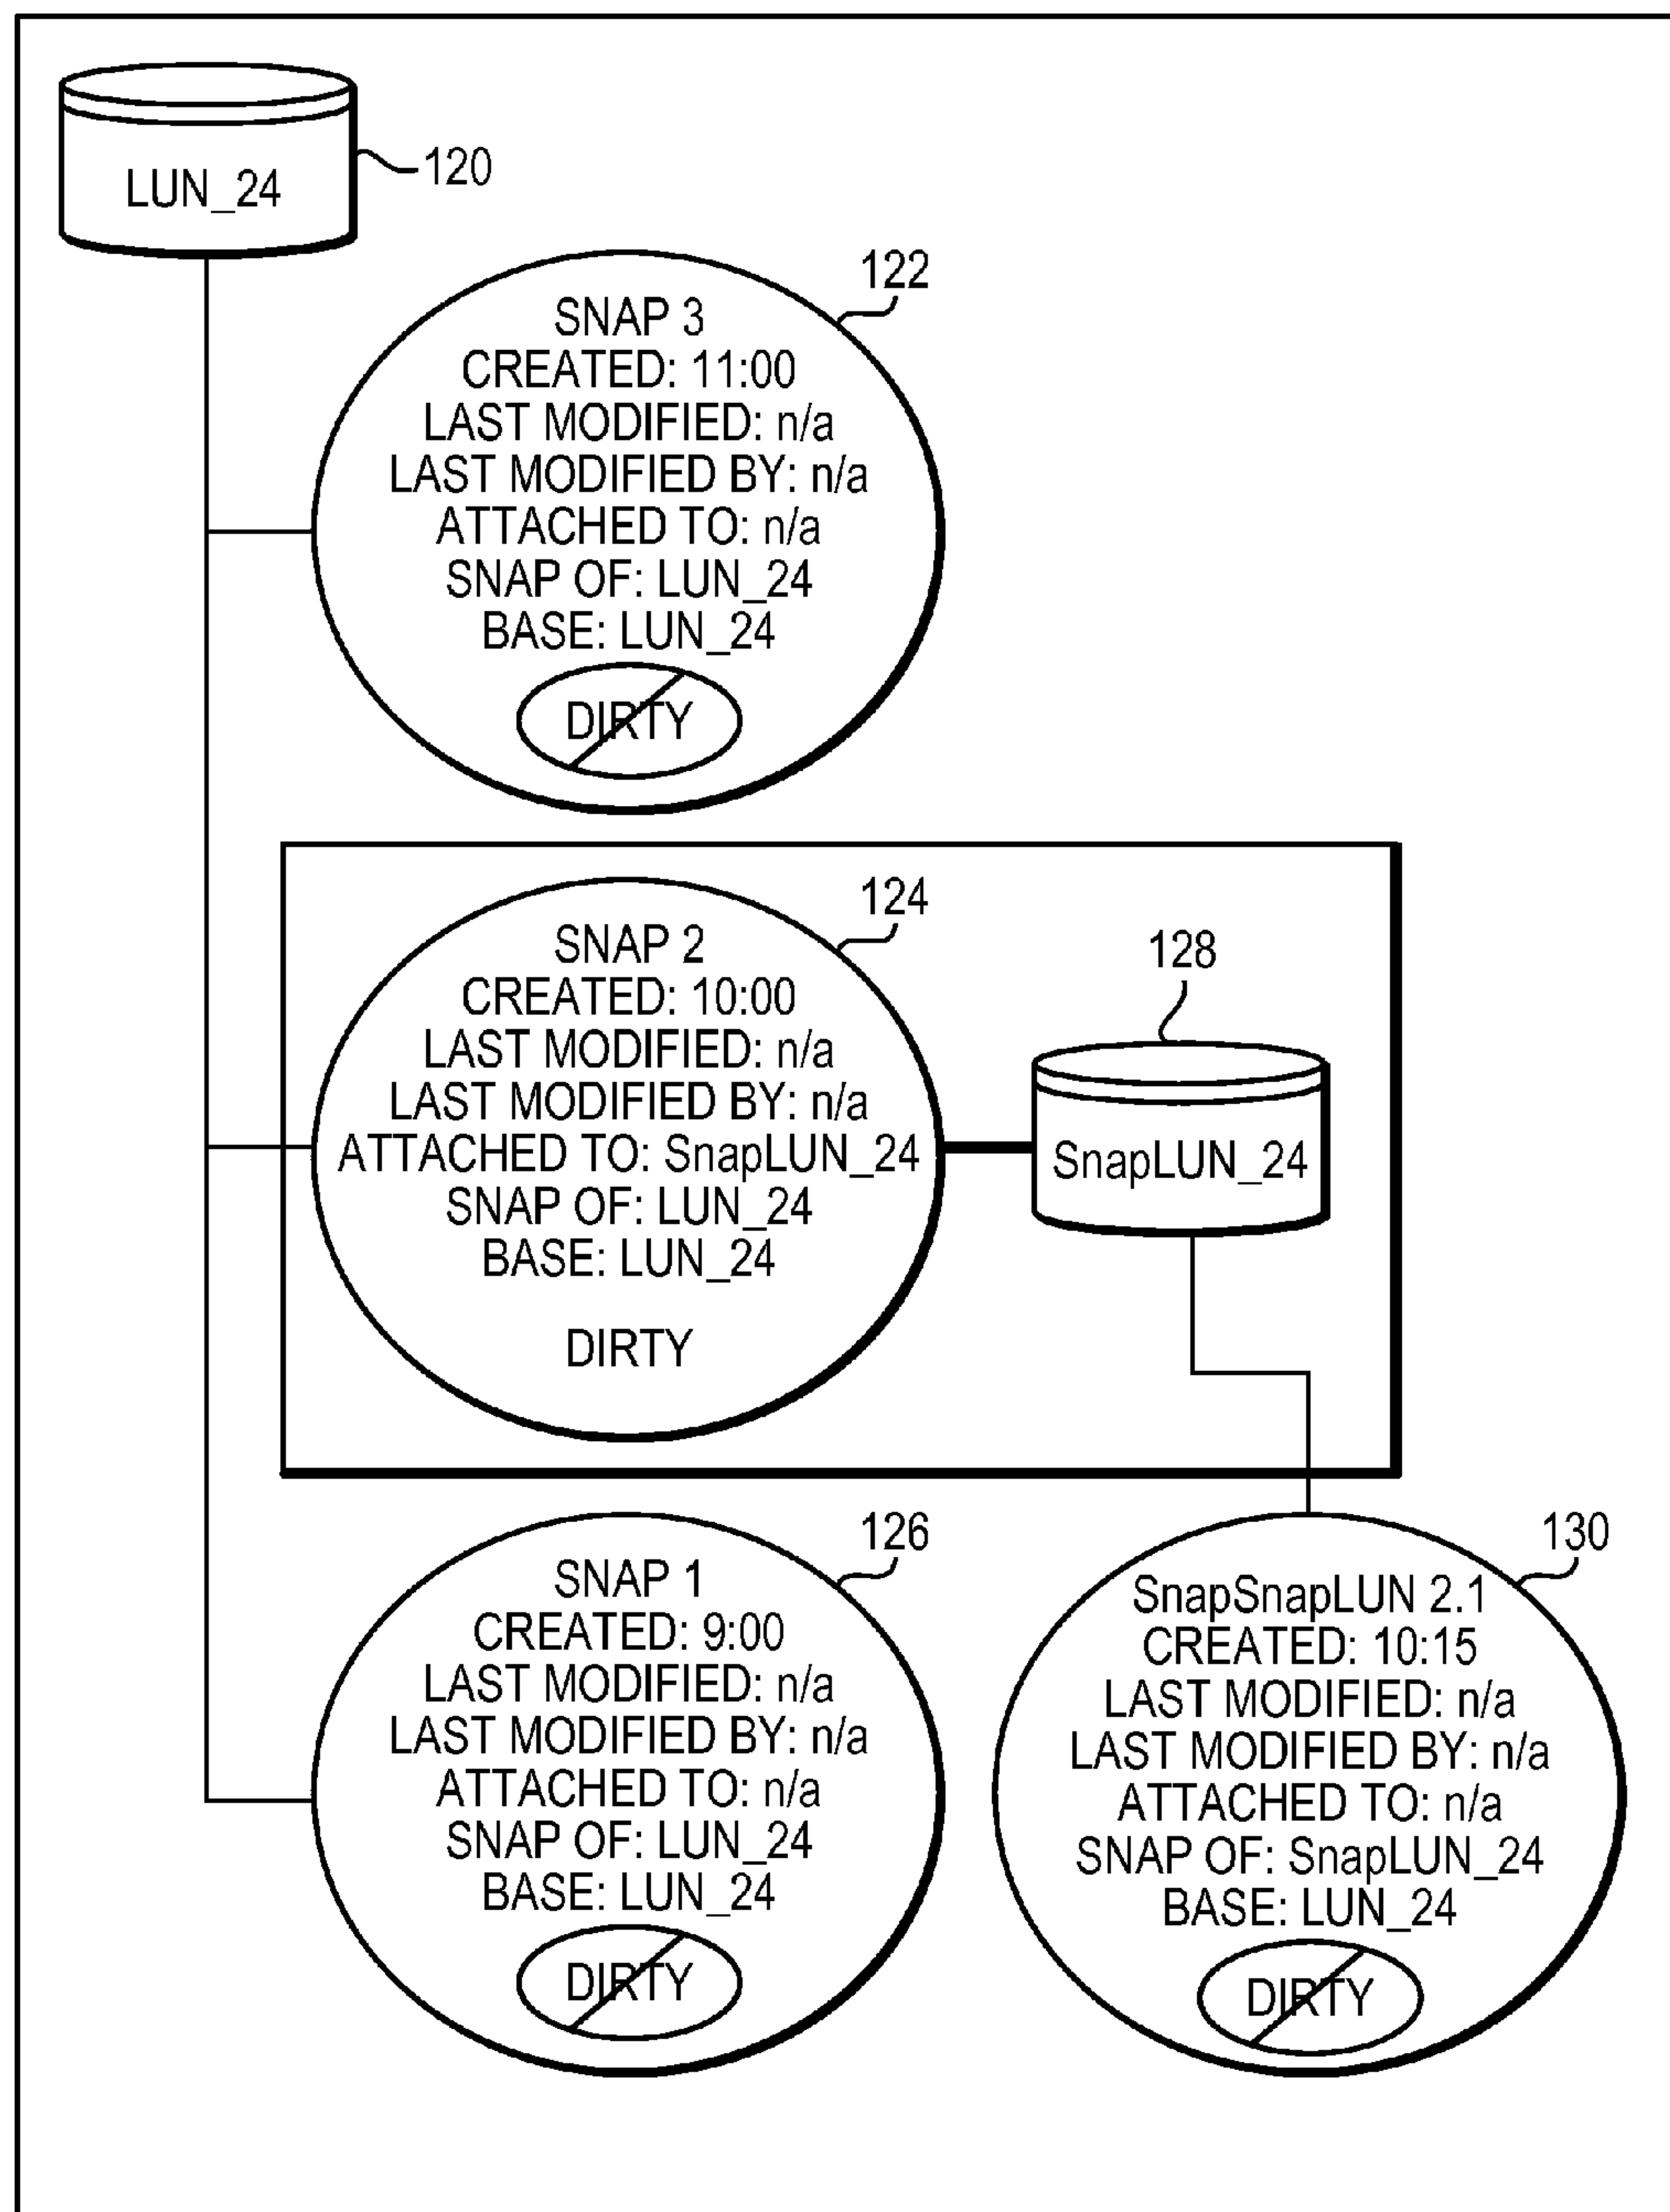 LUN_24
120
122
SNAP 3
CREATED: 11:00
LAST MODIFIED: n/a
LAST MODIFIED BY: n/a
ATTACHED TO: n/a
SNAP OF: LUN_24
BASE: LUN_24
DIRTY
124
SNAP 2
CREATED: 10:00
LAST MODIFIED: n/a
LAST MODIFIED BY: n/a
ATTACHED TO: SnapLUN_24
SNAP OF: LUN_24
BASE: LUN_24
DIRTY
128
SnapLUN_24
126
SNAP 1
CREATED: 9:00
LAST MODIFIED: n/a
LAST MODIFIED BY: n/a
ATTACHED TO: n/a
SNAP OF: LUN_24
BASE: LUN_24
DIRTY
130
SnapSnapLUN 2.1
CREATED: 10:15
LAST MODIFIED: n/a
LAST MODIFIED BY: n/a
ATTACHED TO: n/a
SNAP OF: SnapLUN_24
BASE: LUN_24
DIRTY